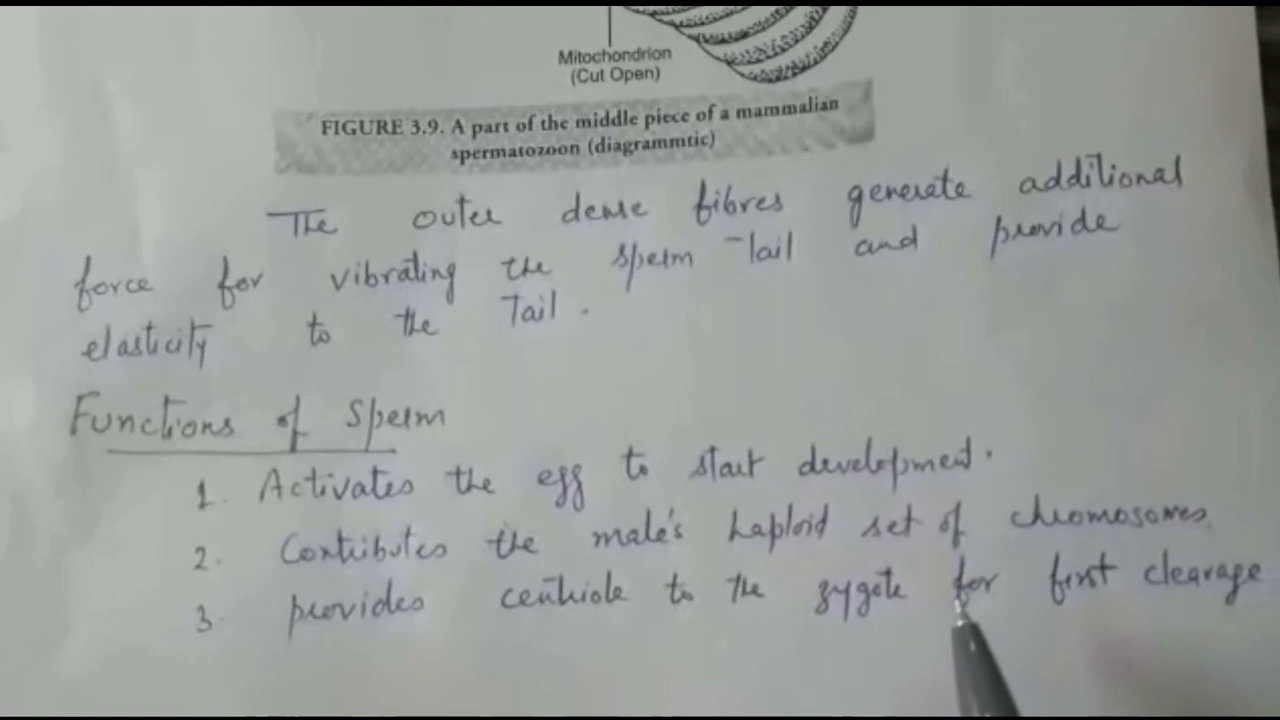 Mitochondrion
(Cut Open)
FIGURE 3.9. A part of the middle piece of a mammalian
spermatozoon (diagrammtic)
The outer dense fibres generate additional
force for vibrating the sperm Tail and provide
elasticity to the Tail.
Functions of Sperm
1. Activates the egg to start development.
2. Contributes the male's haploid set of chromosomes
3. provides centriole to the zygote for first clearage